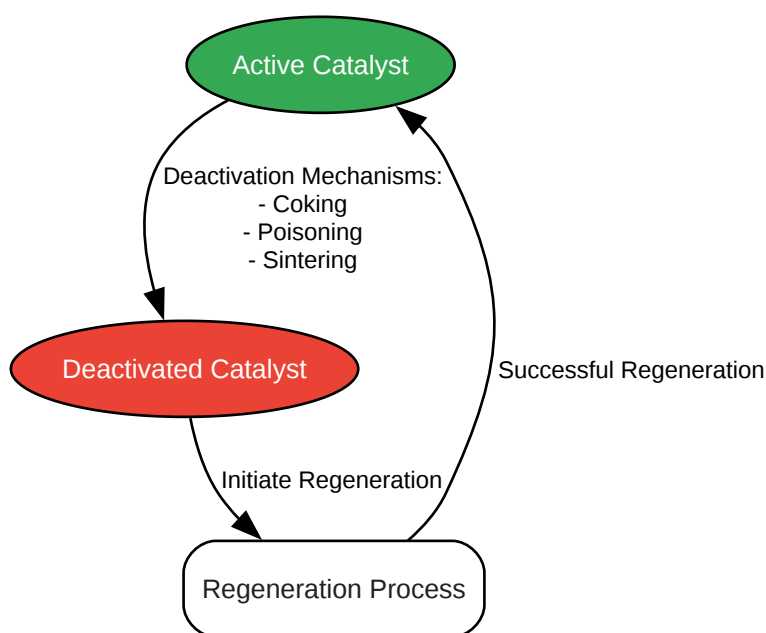 Active Catalyst
Deactivation Mechanisms:
- Coking
- Poisoning
- Sintering
Deactivated Catalyst
Successful Regeneration
Initiate Regeneration
Regeneration Process